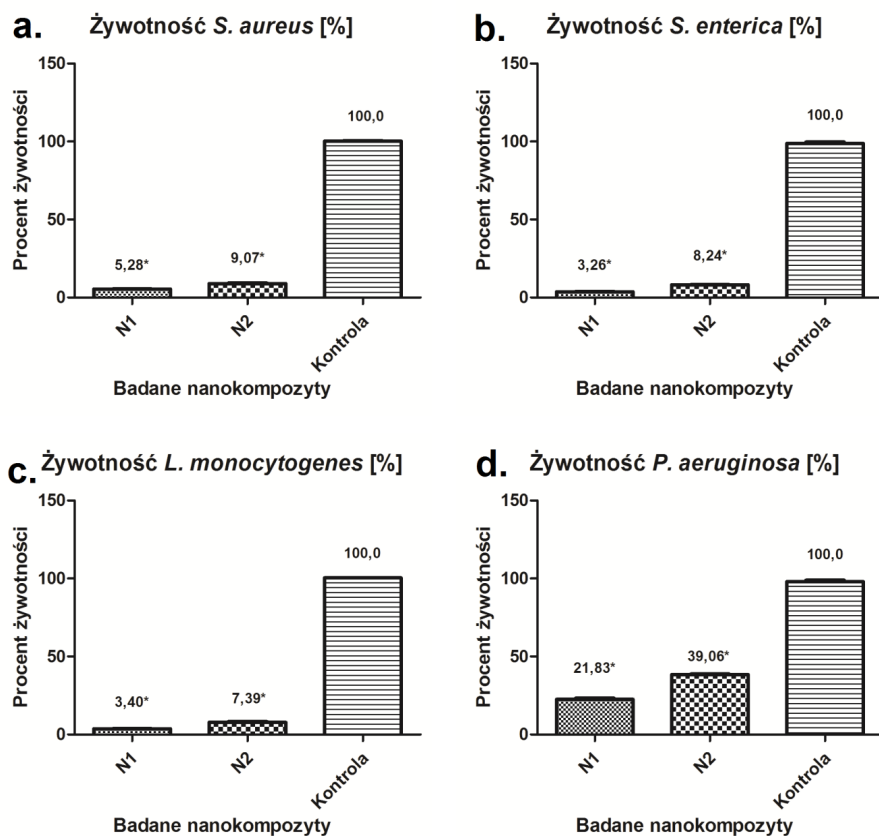 a.
Żywotność S. aureus [%]
Procent żywotności
150
100
50
0
5,28*
9,07*
100,0
N1
N2
Kontrola
Badane nanokompozyty
b.
Żywotność S. enterica [%]
Procent żywotności
150
100
50
0
3,26*
8,24*
100,0
N1
N2
Kontrola
Badane nanokompozyty
c.
Żywotność L. monocytogenes [%]
Procent żywotności
150
100
50
0
3,40*
7,39*
100,0
N1
N2
Kontrola
Badane nanokompozyty
d.
Żywotność P. aeruginosa [%]
Procent żywotności
150
100
50
0
21,83*
39,06*
100,0
N1
N2
Kontrola
Badane nanokompozyty